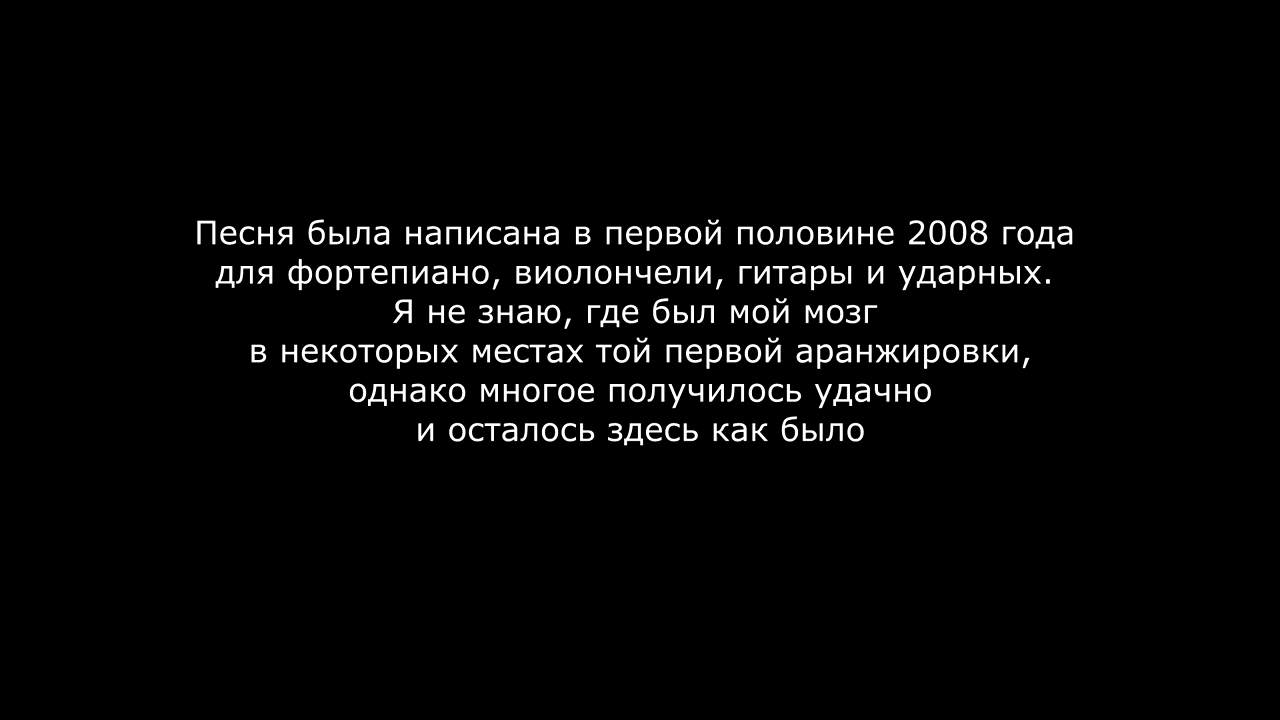 Песня была написана в первой половине 2008 года
для фортепиано, виолончели, гитары и ударных.
Я не знаю, где был мой мозг
в некоторых местах той первой аранжировки,
однако многое получилось удачно
и осталось здесь как было